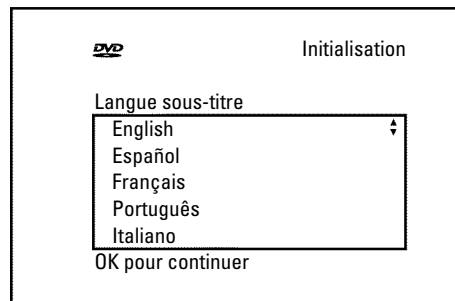 DVD
Initialisation
Langue sous-titre
English
Español
Français
Português
Italiano
OK pour continuer